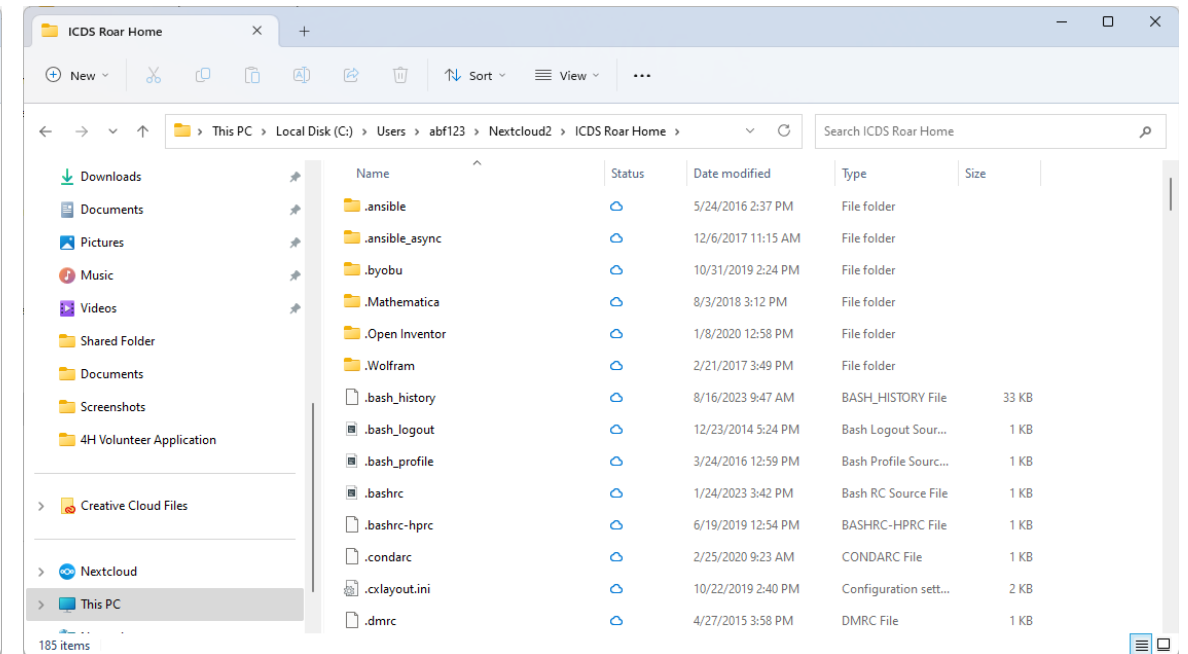 ICDS Roar Home
New
Sort
View
This PC > Local Disk (C:) > Users > abf123 > Nextcloud2 > ICDS Roar Home >
Search ICDS Roar Home
Downloads
Documents
Pictures
Music
Videos
Shared Folder
Documents
Screenshots
4H Volunteer Application
Creative Cloud Files
Nextcloud
This PC
Name Status Date modified Type Size
.ansible 5/24/2016 2:37 PM File folder
.ansible_async 12/6/2017 11:15 AM File folder
.byobu 10/31/2019 2:24 PM File folder
.Mathematica 8/3/2018 3:12 PM File folder
.Open Inventor 1/8/2020 12:58 PM File folder
.Wolfram 2/21/2017 3:49 PM File folder
.bash_history 8/16/2023 9:47 AM BASH_HISTORY File 33 KB
.bash_logout 12/23/2014 5:24 PM Bash Logout Sour... 1 KB
.bash_profile 3/24/2016 12:59 PM Bash Profile Sourc... 1 KB
.bashrc 1/24/2023 3:42 PM Bash RC Source File 1 KB
.bashrc-hprc 6/19/2019 12:54 PM BASHRC-HPRC File 1 KB
.condarc 2/25/2020 9:23 AM CONDARC File 1 KB
.cxlayout.ini 10/22/2019 2:40 PM Configuration sett... 2 KB
.dmrc 4/27/2015 3:58 PM DMRC File 1 KB
185 items